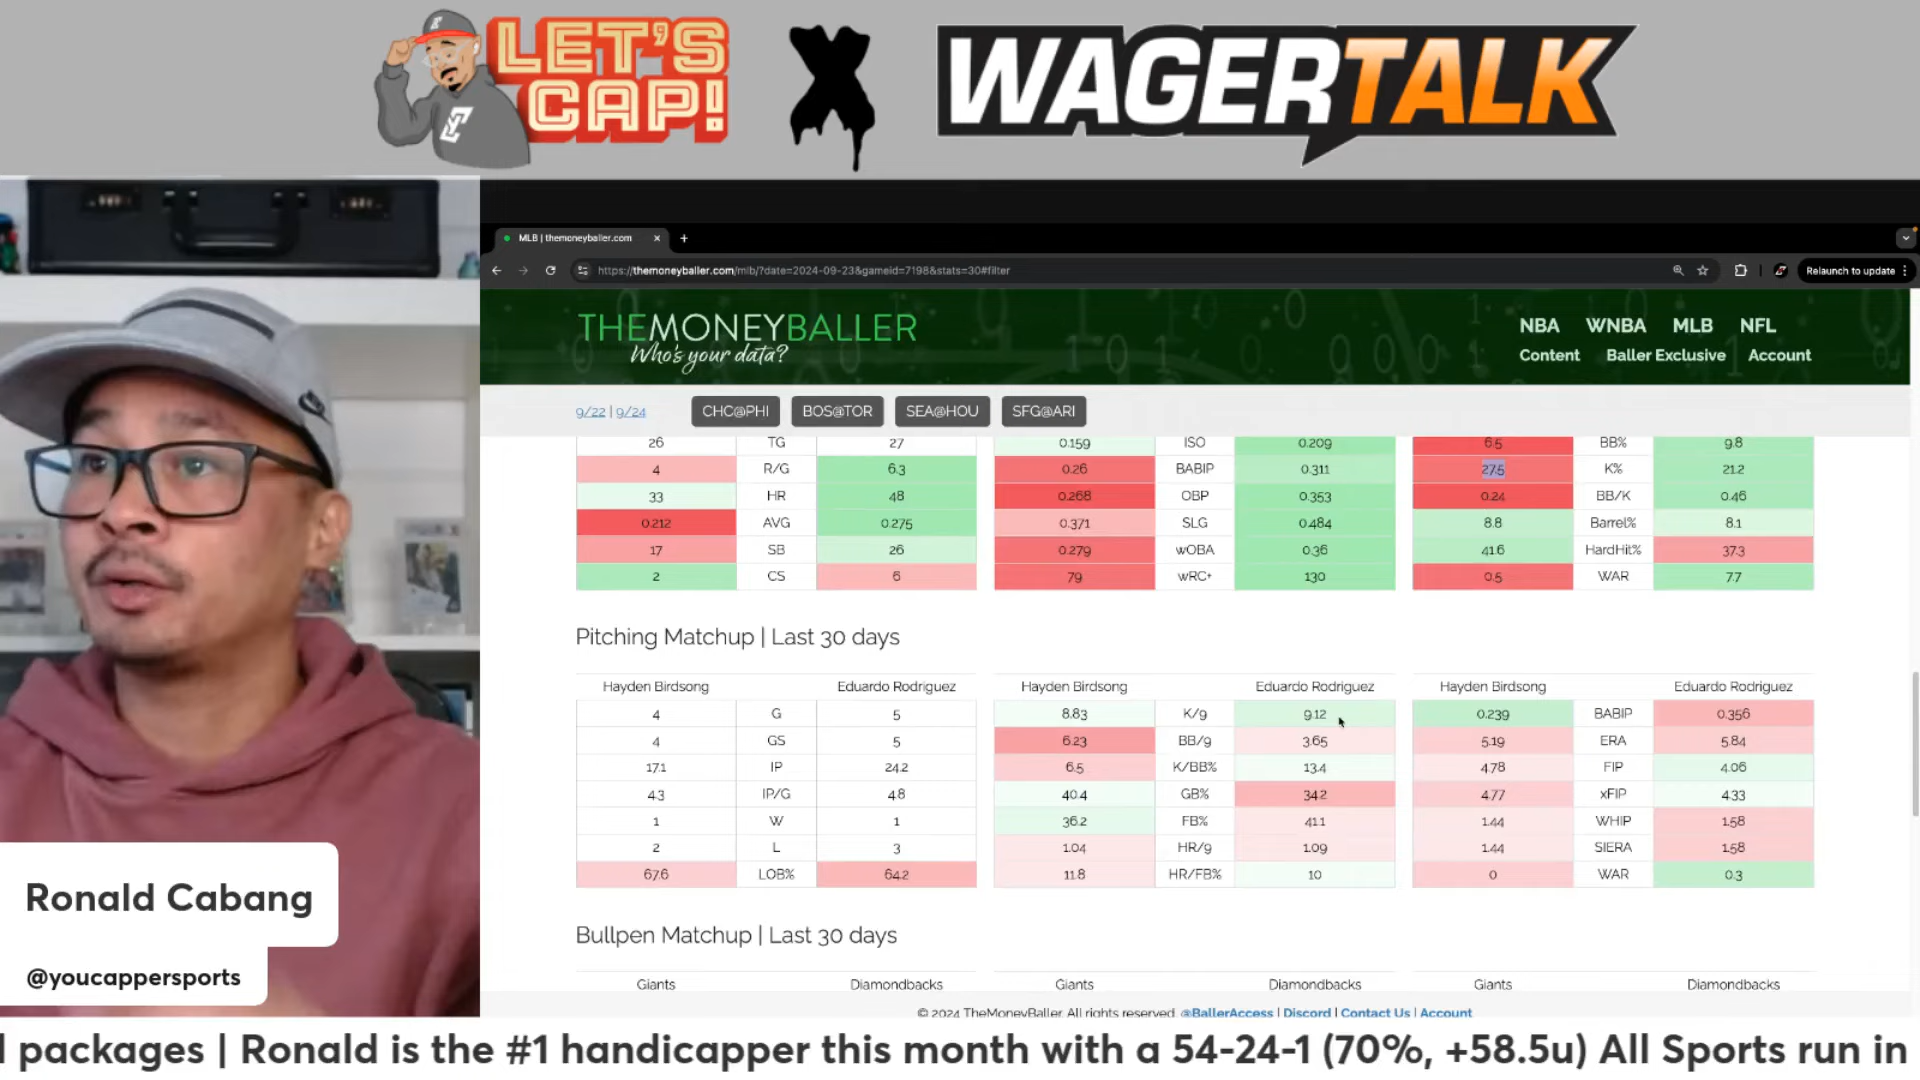 LET'S
CAP!
X
WAGERTALK
MLB | themoneyballer.com
https://themoneyballer.com/mlb/?date=2024-09-23&gameid=7198&stats=30#filter
Relaunch to update
THEMONEYBALLER
Who's your data?
NBA WNBA MLB NFL
Content Baller Exclusive Account
9/22 | 9/24 CHC@PHI BOS@TOR SEA@HOU SFG@ARI
26 TG 27 0.159 ISO 0.209 6.5 BB% 9.8
4 R/G 6.3 0.26 BABIP 0.311 27.5 K% 21.2
33 HR 48 0.268 OBP 0.353 0.24 BB/K 0.46
0.212 AVG 0.275 0.371 SLG 0.484 8.8 Barrel% 8.1
17 SB 26 0.279 wOBA 0.36 41.6 HardHit% 37.3
2 CS 6 79 wRC+ 130 0.5 WAR 7.7
Pitching Matchup | Last 30 days
Hayden Birdsong Eduardo Rodriguez Hayden Birdsong Eduardo Rodriguez Hayden Birdsong Eduardo Rodriguez
4 G 5 8.83 K/9 9.12 0.239 BABIP 0.356
4 GS 5 6.23 BB/9 3.65 5.19 ERA 5.84
17.1 IP 24.2 6.5 K/BB% 13.4 4.78 FIP 4.06
4.3 IP/G 4.8 40.4 GB% 34.2 4.77 xFIP 4.33
1 W 1 36.2 FB% 41.1 1.44 WHIP 1.58
2 L 3 1.04 HR/9 1.09 1.44 SIERA 1.58
67.6 LOB% 64.2 11.8 HR/FB% 10 0 WAR 0.3
Bullpen Matchup | Last 30 days
Giants Diamondbacks Giants Diamondbacks Giants Diamondbacks
© 2024 TheMoneyBaller. All rights reserved. @BallerAccess | Discord | Contact Us | Account
Ronald Cabang
@youcappersports
l packages | Ronald is the #1 handicapper this month with a 54-24-1 (70%, +58.5u) All Sports run in